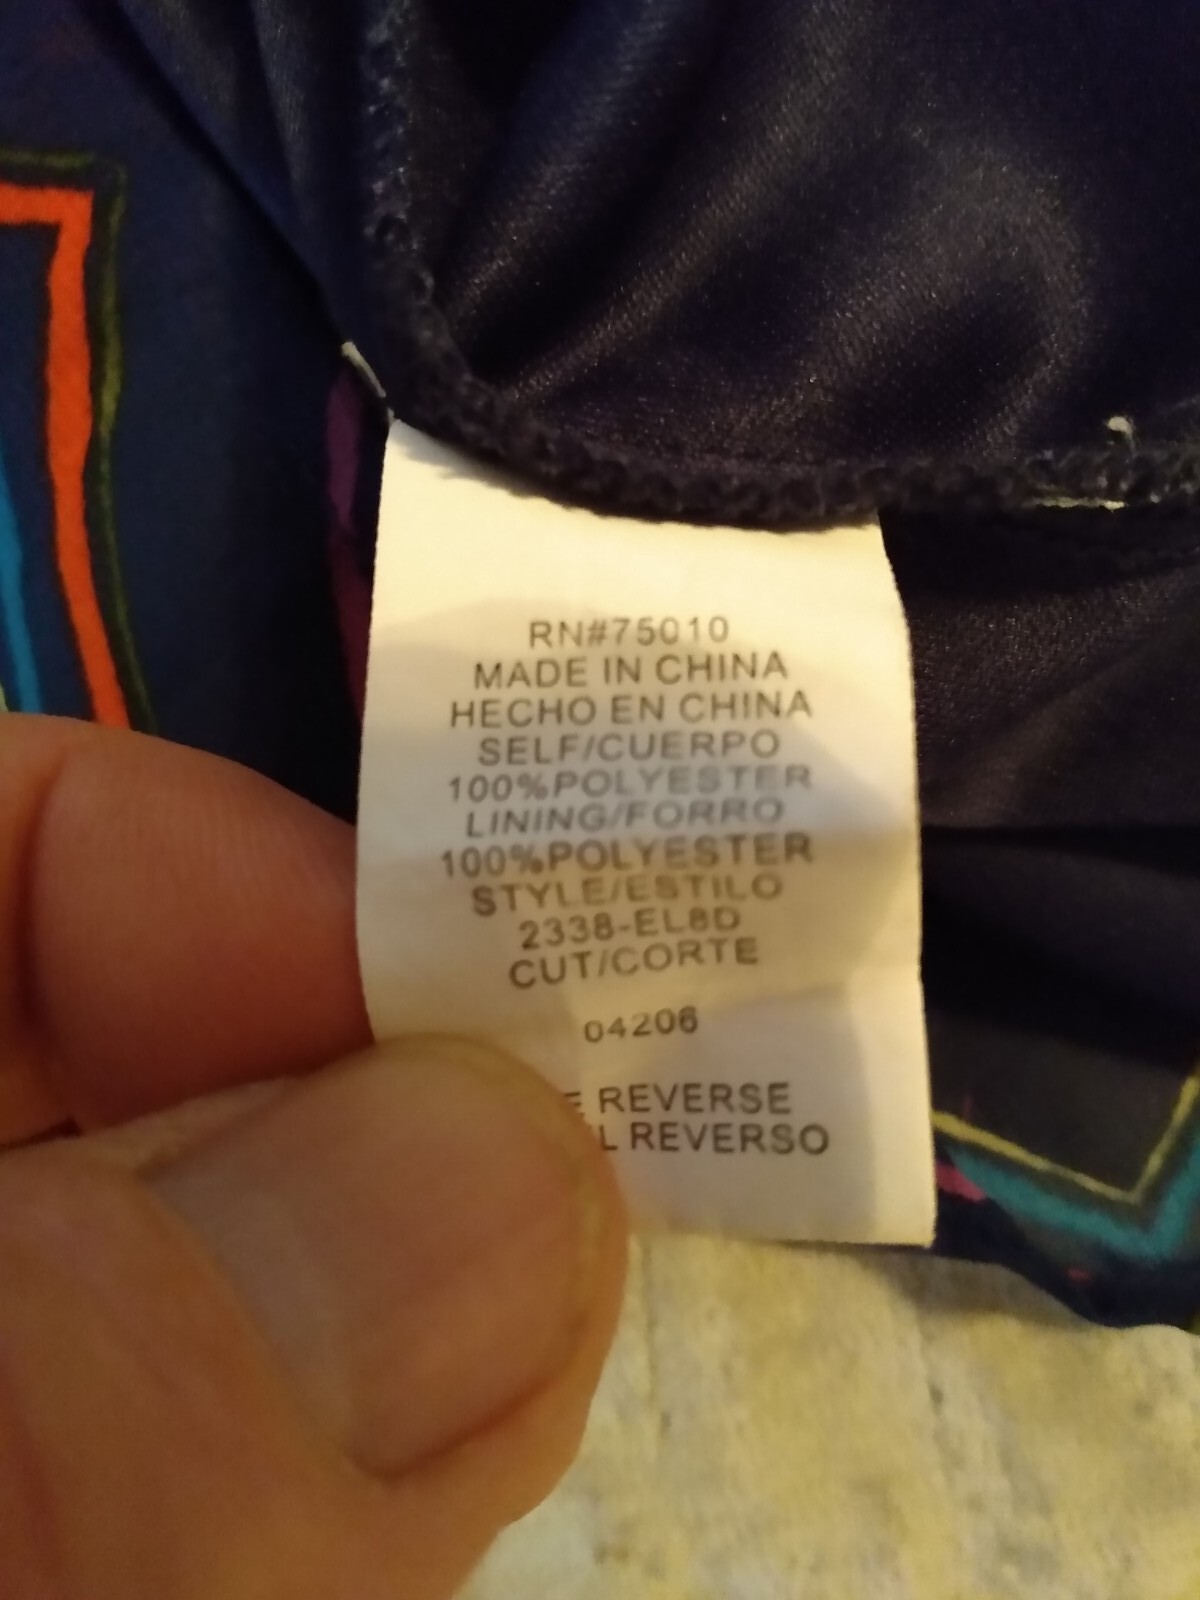 RN#75010
MADE IN CHINA
HECHO EN CHINA
SELF/CUERPO
100%POLYESTER
LINING/FORRO
100%POLYESTER
STYLE/ESTILO
2338-EL8D
CUT/CORTE
04206
REVERSE
REVERSO